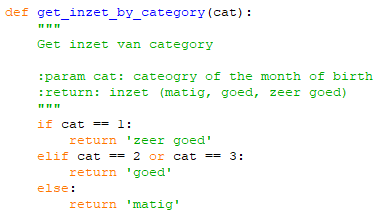 def get_inzet_by_category(cat):
    """
    Get inzet van category

    :param cat: cateogry of the month of birth
    :return: inzet (matig, goed, zeer goed)
    """
    if cat == 1:
        return 'zeer goed'
    elif cat == 2 or cat == 3:
        return 'goed'
    else:
        return 'matig'